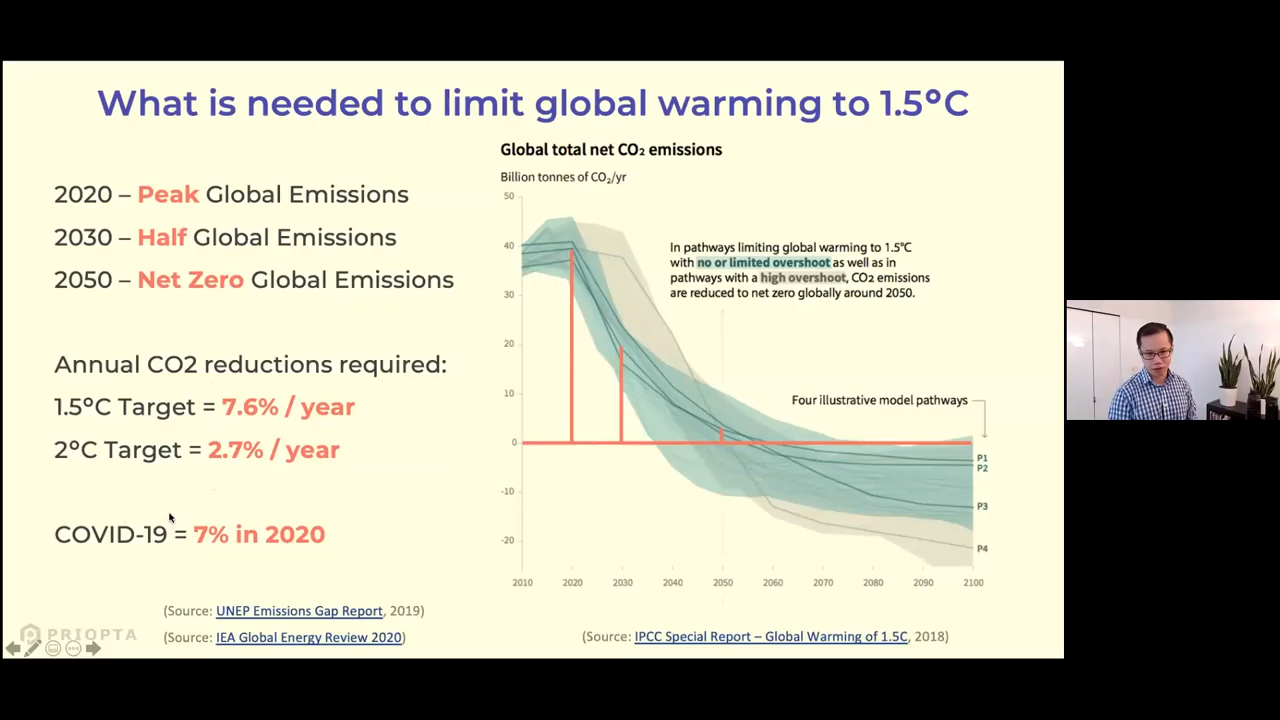 What is needed to limit global warming to 1.5ºC
2020 – Peak Global Emissions
2030 – Half Global Emissions
2050 – Net Zero Global Emissions
Annual CO2 reductions required:
1.5ºC Target = 7.6% / year
2ºC Target = 2.7% / year
COVID-19 = 7% in 2020
(Source: UNEP Emissions Gap Report, 2019)
(Source: IEA Global Energy Review 2020)
PRIOPTA
Global total net CO₂ emissions
Billion tonnes of CO₂/yr
50
40
30
20
10
0
-10
-20
In pathways limiting global warming to 1.5°C
with no or limited overshoot as well as in
pathways with a high overshoot, CO2 emissions
are reduced to net zero globally around 2050.
Four illustrative model pathways
P1
P2
P3
P4
2010 2020 2030 2040 2050 2060 2070 2080 2090 2100
(Source: IPCC Special Report – Global Warming of 1.5C, 2018)